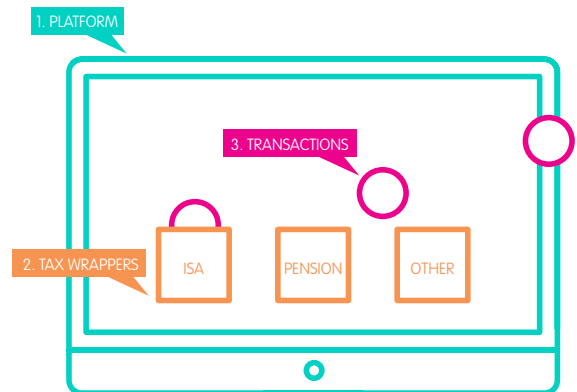 1. PLATFORM
3. TRANSACTIONS
2. TAX WRAPPERS
ISA
PENSION
OTHER